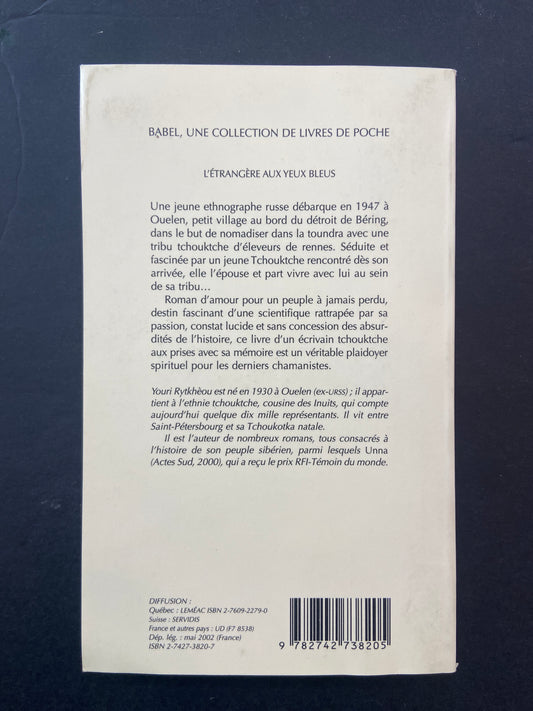 BABEL, UNE COLLECTION DE LIVRES DE POCHE
L'ÉTRANGÈRE AUX YEUX BLEUS
Une jeune ethnographe russe débarque en 1947 à
Ouelen, petit village au bord du détroit de Béring,
dans le but de nomadiser dans la toundra avec une
tribu tchouktche d'éleveurs de rennes. Séduite et
fascinée par un jeune Tchouktche rencontré dès son
arrivée, elle l'épouse et part vivre avec lui au sein
de sa tribu…
Roman d'amour pour un peuple à jamais perdu,
destin fascinant d'une scientifique rattrapée par sa
passion, constat lucide et sans concession des absur-
dités de l'histoire, ce livre d'un écrivain tchouktche
aux prises avec sa mémoire est un véritable plaidoyer
spirituel pour les derniers chamanistes.
Youri Rytkhèou est né en 1930 à Ouelen (EX-URSS) ; il appar-
tient à l'ethnie tchouktche, cousine des Inuits, qui compte
aujourd'hui quelque dix mille représentants. Il vit entre
Saint-Pétersbourg et sa Tchoukotka natale.
Il est l'auteur de nombreux romans, tous consacrés à
l'histoire de son peuple sibérien, parmi lesquels Unna
(Actes Sud, 2000), qui a reçu le prix RFI-Témoin du monde.
DIFFUSION :
Québec : LEMÉAC ISBN 2-7609-2279-0
Suisse : SERVIDIS
France et autres pays : UD (F7 8538)
Dép. lég. : mai 2002 (France)
ISBN 2-7427-3820-7
9 782742 738205